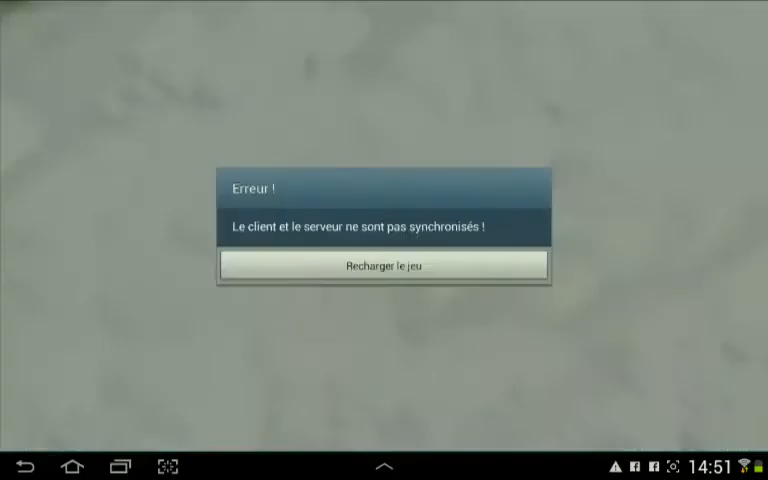 Erreur !
Le client et le serveur ne sont pas synchronisés !
Recharger le jeu
14:51